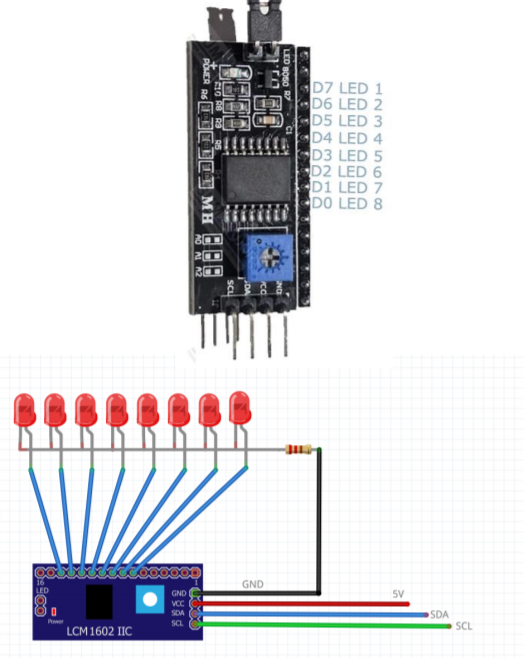 LED 8050
POWER
+
C1
R7
R6
R8
R9
MH
A0
A1
A2
SCL
SDA
VCC
GND
D7 LED 1
D6 LED 2
D5 LED 3
D4 LED 4
D3 LED 5
D2 LED 6
D1 LED 7
D0 LED 8
16
1
LED
Power
GND
VCC
SDA
SCL
LCM1602 IIC
GND
5V
SDA
SCL